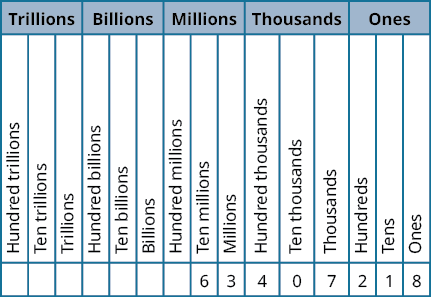 Trillions Billions Millions Thousands Ones
Hundred trillions Ten trillions Trillions Hundred billions Ten billions Billions Hundred millions Ten millions Millions Hundred thousands Ten thousands Thousands Hundreds Tens Ones
6 3 4 0 7 2 1 8